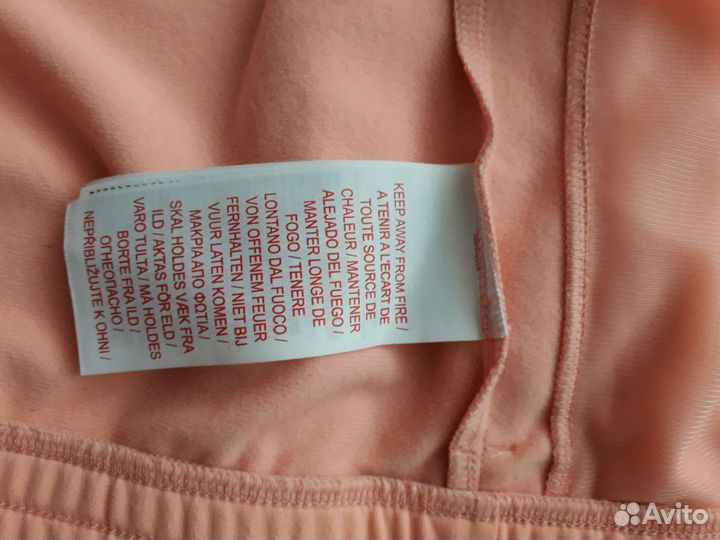 KEEP AWAY FROM FIRE /
A TENIR A L'ECART DE
TOUTE SOURCE DE
CHALEUR / MANTENER
ALEJADO DEL FUEGO /
MANTER LONGE DE
FOGO / TENERE
LONTANO DAL FUOCO /
VON OFFENEM FEUER
FERNHALTEN / NIET BIJ
VUUR LATEN KOMEN /
ΜΑΚΡΙΑ ΑΠΟ ΦΩΤΙΑ /
SKAL HOLDES VÆK FRA
ILD / AKTAS FÖR ELD /
VARO TULTA / MÅ HOLDES
BORTE FRA ILD /
ОГНЕОПАСНО /
NEPŘIBLIŽUJTE K OHNI /
Avito